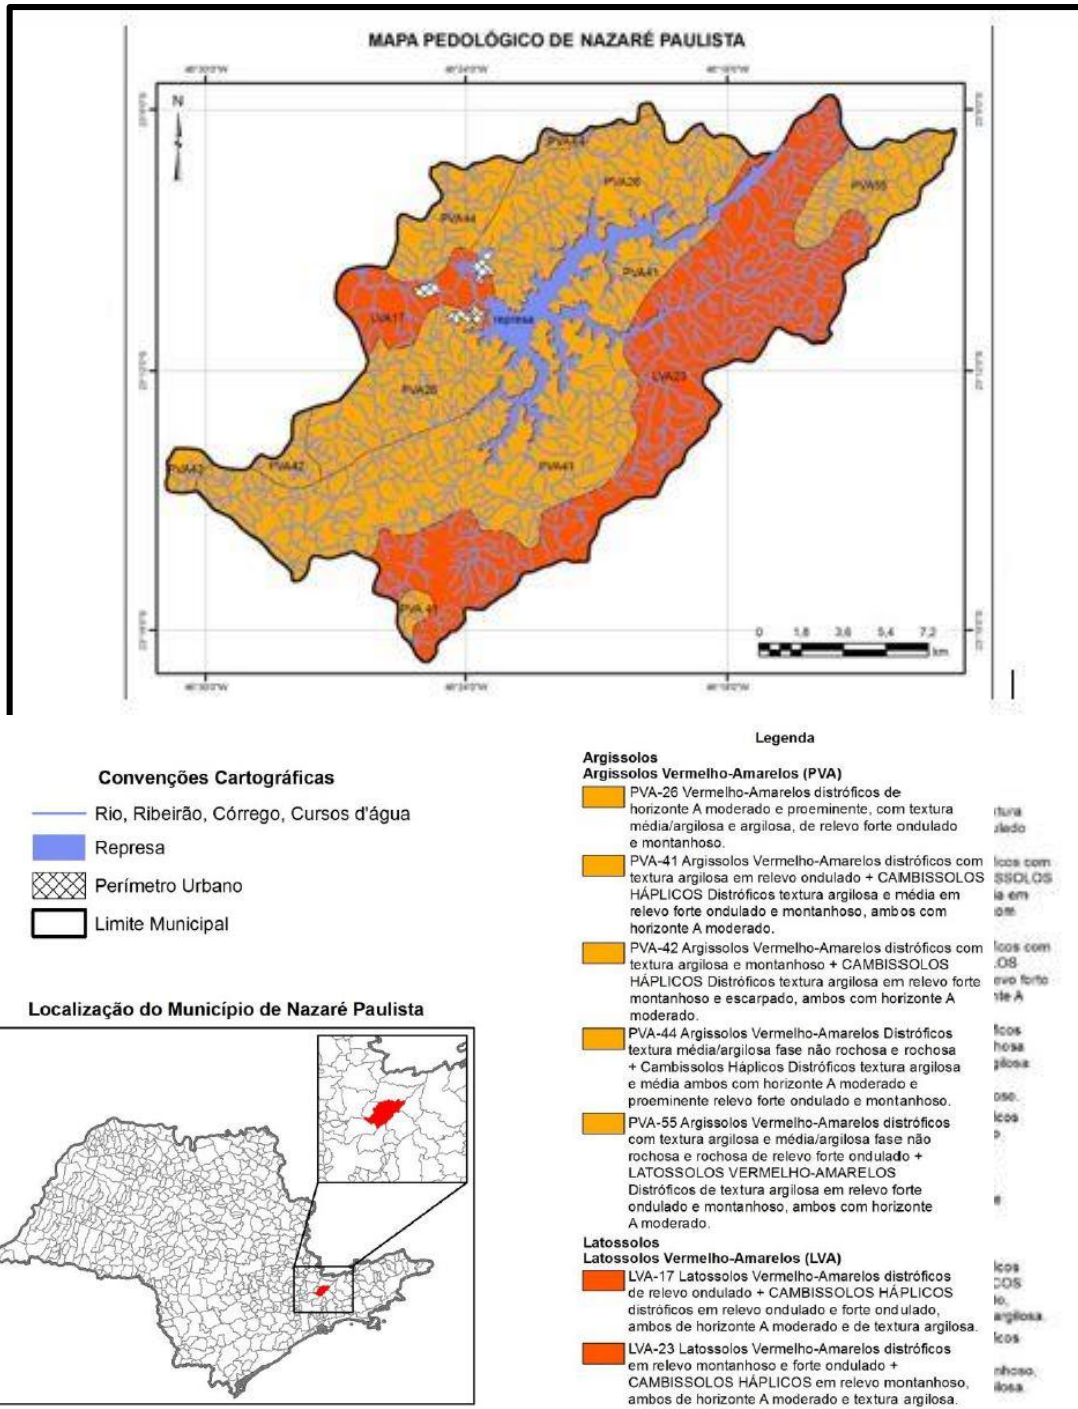 MAPA PEDOLÓGICO DE NAZARÉ PAULISTA
N
PVA44
PVA26
PVA55
PVA44
PVA41
LVA17
represa
LVA23
PVA26
PVA42
PVA42
PVA41
PVA 41
0 1,8 3,6 5,4 7,2
km
Convenções Cartográficas
Rio, Ribeirão, Córrego, Cursos d'água
Represa
Perímetro Urbano
Limite Municipal
Localização do Município de Nazaré Paulista
Legenda
Argissolos
Argissolos Vermelho-Amarelos (PVA)
PVA-26 Vermelho-Amarelos distróficos de
horizonte A moderado e proeminente, com textura
média/argilosa e argilosa, de relevo forte ondulado
e montanhoso.
PVA-41 Argissolos Vermelho-Amarelos distróficos com
textura argilosa em relevo ondulado + CAMBISSOLOS
HÁPLICOS Distróficos textura argilosa e média em
relevo forte ondulado e montanhoso, ambos com
horizonte A moderado.
PVA-42 Argissolos Vermelho-Amarelos distróficos com
textura argilosa e montanhoso + CAMBISSOLOS
HÁPLICOS Distróficos textura argilosa em relevo forte
montanhoso e escarpado, ambos com horizonte A
moderado.
PVA-44 Argissolos Vermelho-Amarelos Distróficos
textura média/argilosa fase não rochosa e rochosa
+ Cambissolos Háplicos Distróficos textura argilosa
e média ambos com horizonte A moderado e
proeminente relevo forte ondulado e montanhoso.
PVA-55 Argissolos Vermelho-Amarelos distróficos
com textura argilosa e média/argilosa fase não
rochosa e rochosa de relevo forte ondulado +
LATOSSOLOS VERMELHO-AMARELOS
Distróficos de textura argilosa em relevo forte
ondulado e montanhoso, ambos com horizonte
A moderado.
Latossolos
Latossolos Vermelho-Amarelos (LVA)
LVA-17 Latossolos Vermelho-Amarelos distróficos
de relevo ondulado + CAMBISSOLOS HÁPLICOS
distróficos em relevo ondulado e forte ondulado,
ambos de horizonte A moderado e de textura argilosa.
LVA-23 Latossolos Vermelho-Amarelos distróficos
em relevo montanhoso e forte ondulado +
CAMBISSOLOS HÁPLICOS em relevo montanhoso,
ambos de horizonte A moderado e textura argilosa.